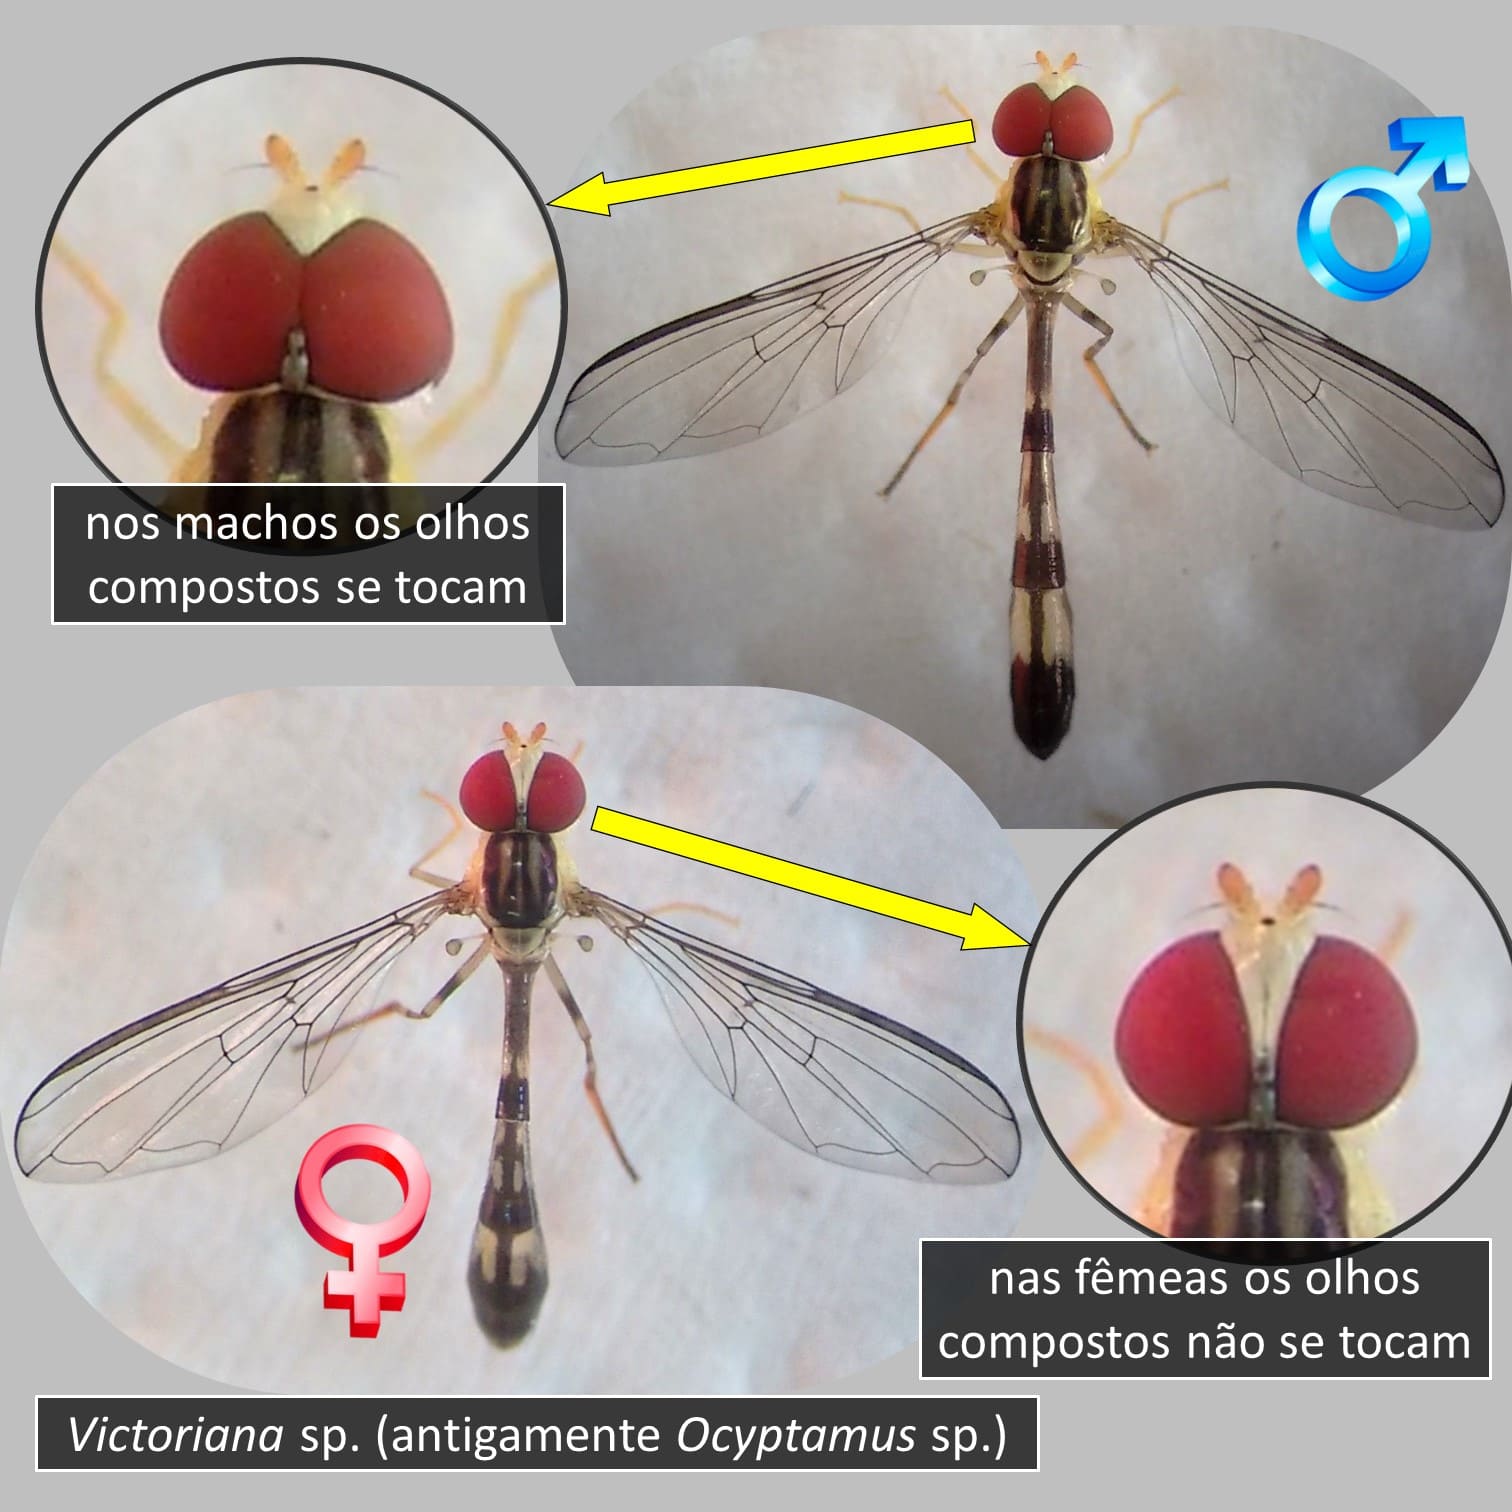 nos machos os olhos
compostos se tocam
nas fêmeas os olhos
compostos não se tocam
Victoriana sp. (antigamente Ocyptamus sp.)